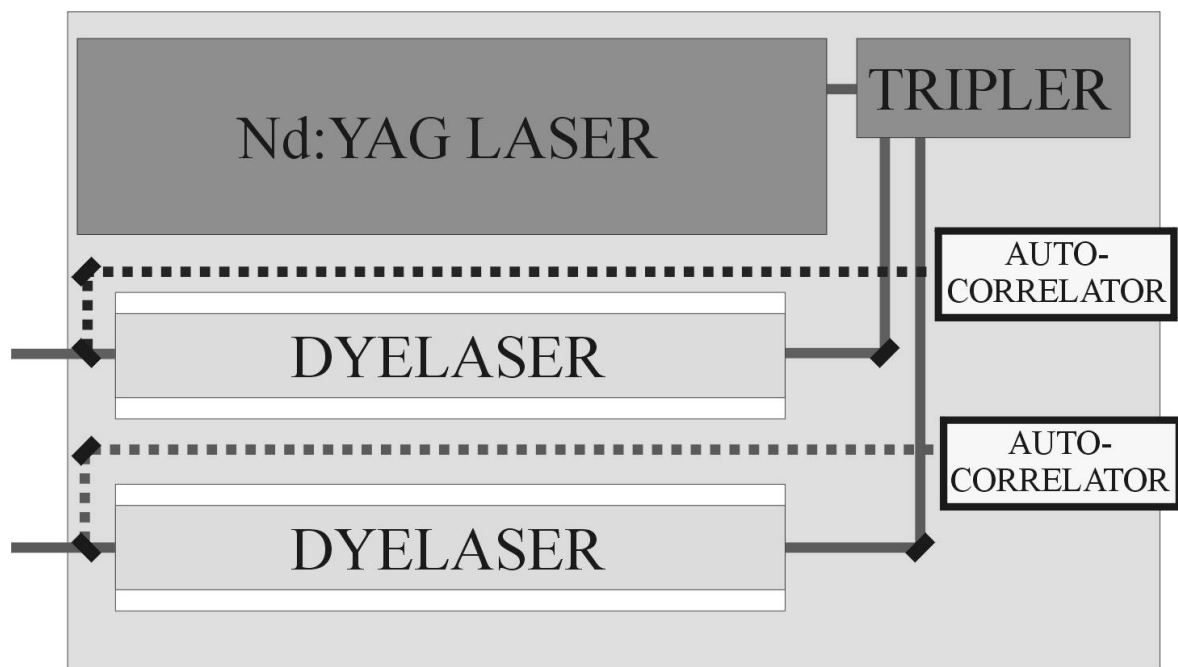 Nd:YAG LASER
TRIPLER
AUTO-
CORRELATOR
DYELASER
AUTO-
CORRELATOR
DYELASER